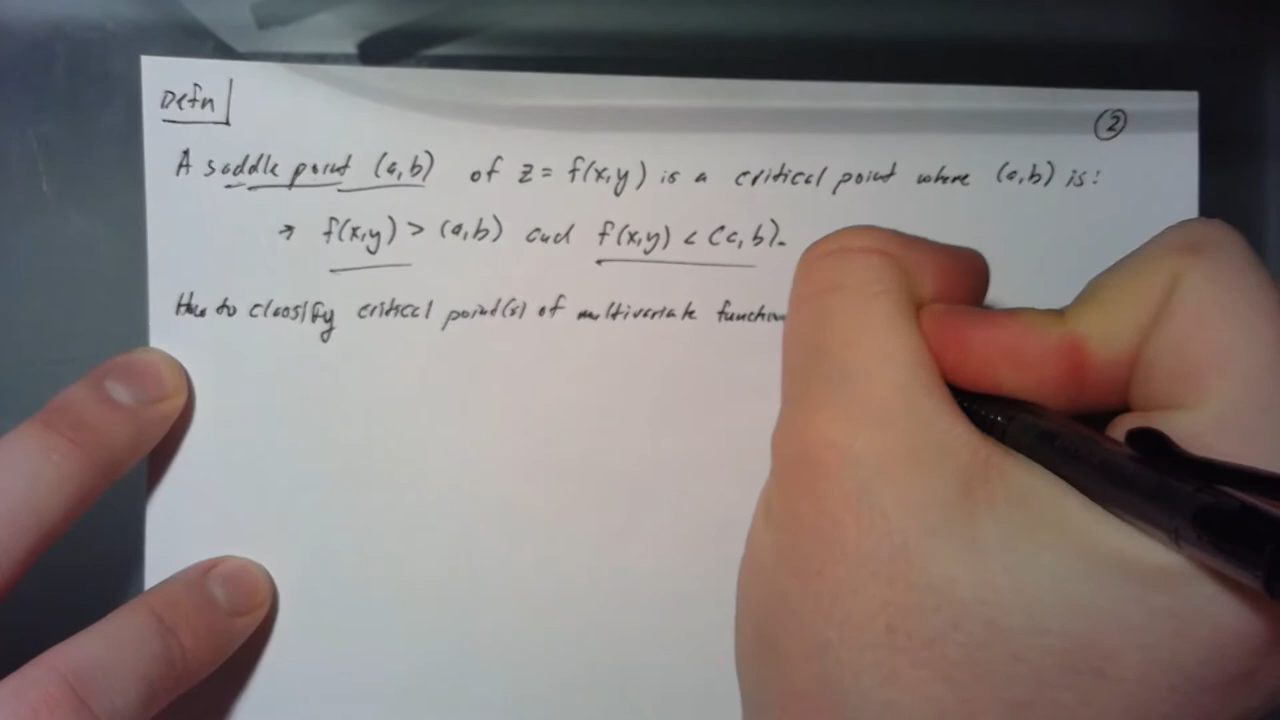 Defn
②
A saddle point (a,b) of z = f(x,y) is a critical point where (a,b) is:
→ f(x,y) > (a,b) and f(x,y) < (a,b).
How to classify critical point(s) of multivariate function